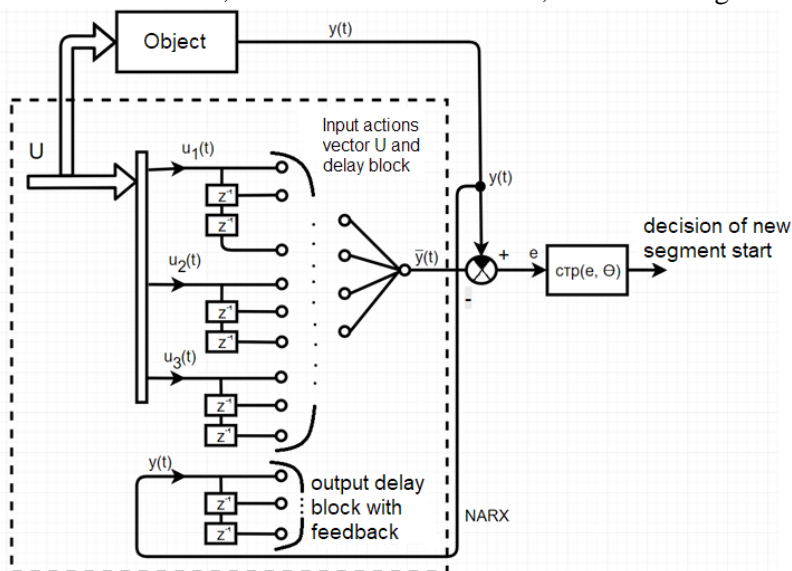 Object
y(t)
U
u₁(t)
Input actions
vector U and
delay block
z⁻¹
z⁻¹
y(t)
decision of new
segment start
ȳ(t)
+
e
стр(e, Θ)
-
u₂(t)
z⁻¹
z⁻¹
u₃(t)
z⁻¹
z⁻¹
y(t)
z⁻¹
z⁻¹
output delay
block with
feedback
NARX